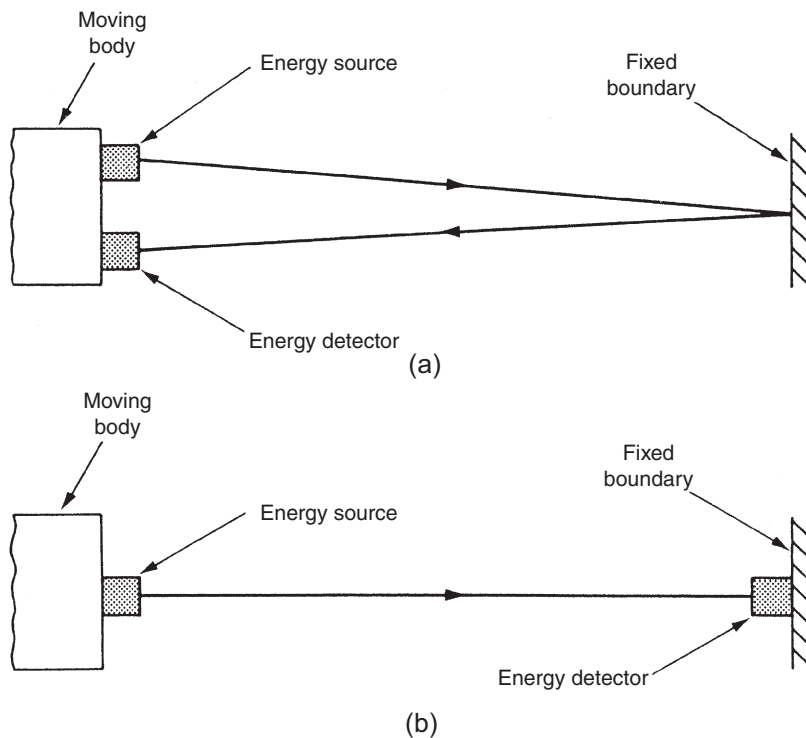 Moving
body
Energy source
Fixed
boundary
Energy detector
(a)
Moving
body
Energy source
Fixed
boundary
Energy detector
(b)